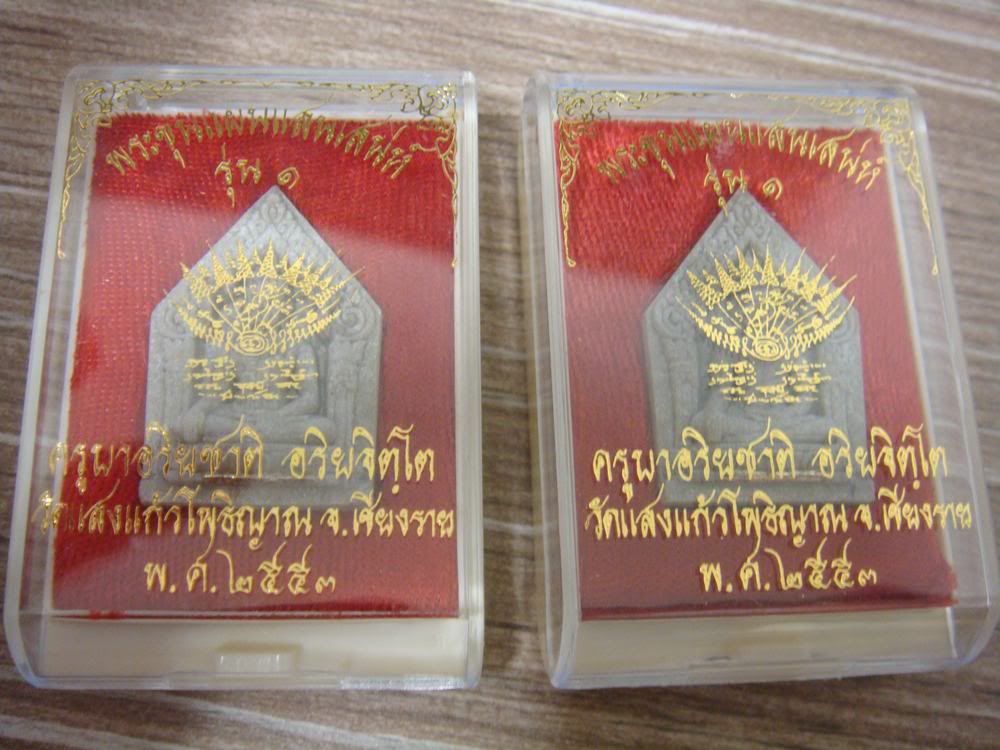 พระขุนแผนแสนเสน่ห์
รุ่น ๑
ครูบาอริยชาติ อริยจิตฺโต
วัดแสงแก้วโพธิญาณ จ.เชียงราย
พ.ศ.๒๕๕๓
พระขุนแผนแสนเสน่ห์
รุ่น ๑
ครูบาอริยชาติ อริยจิตฺโต
วัดแสงแก้วโพธิญาณ จ.เชียงราย
พ.ศ.๒๕๕๓